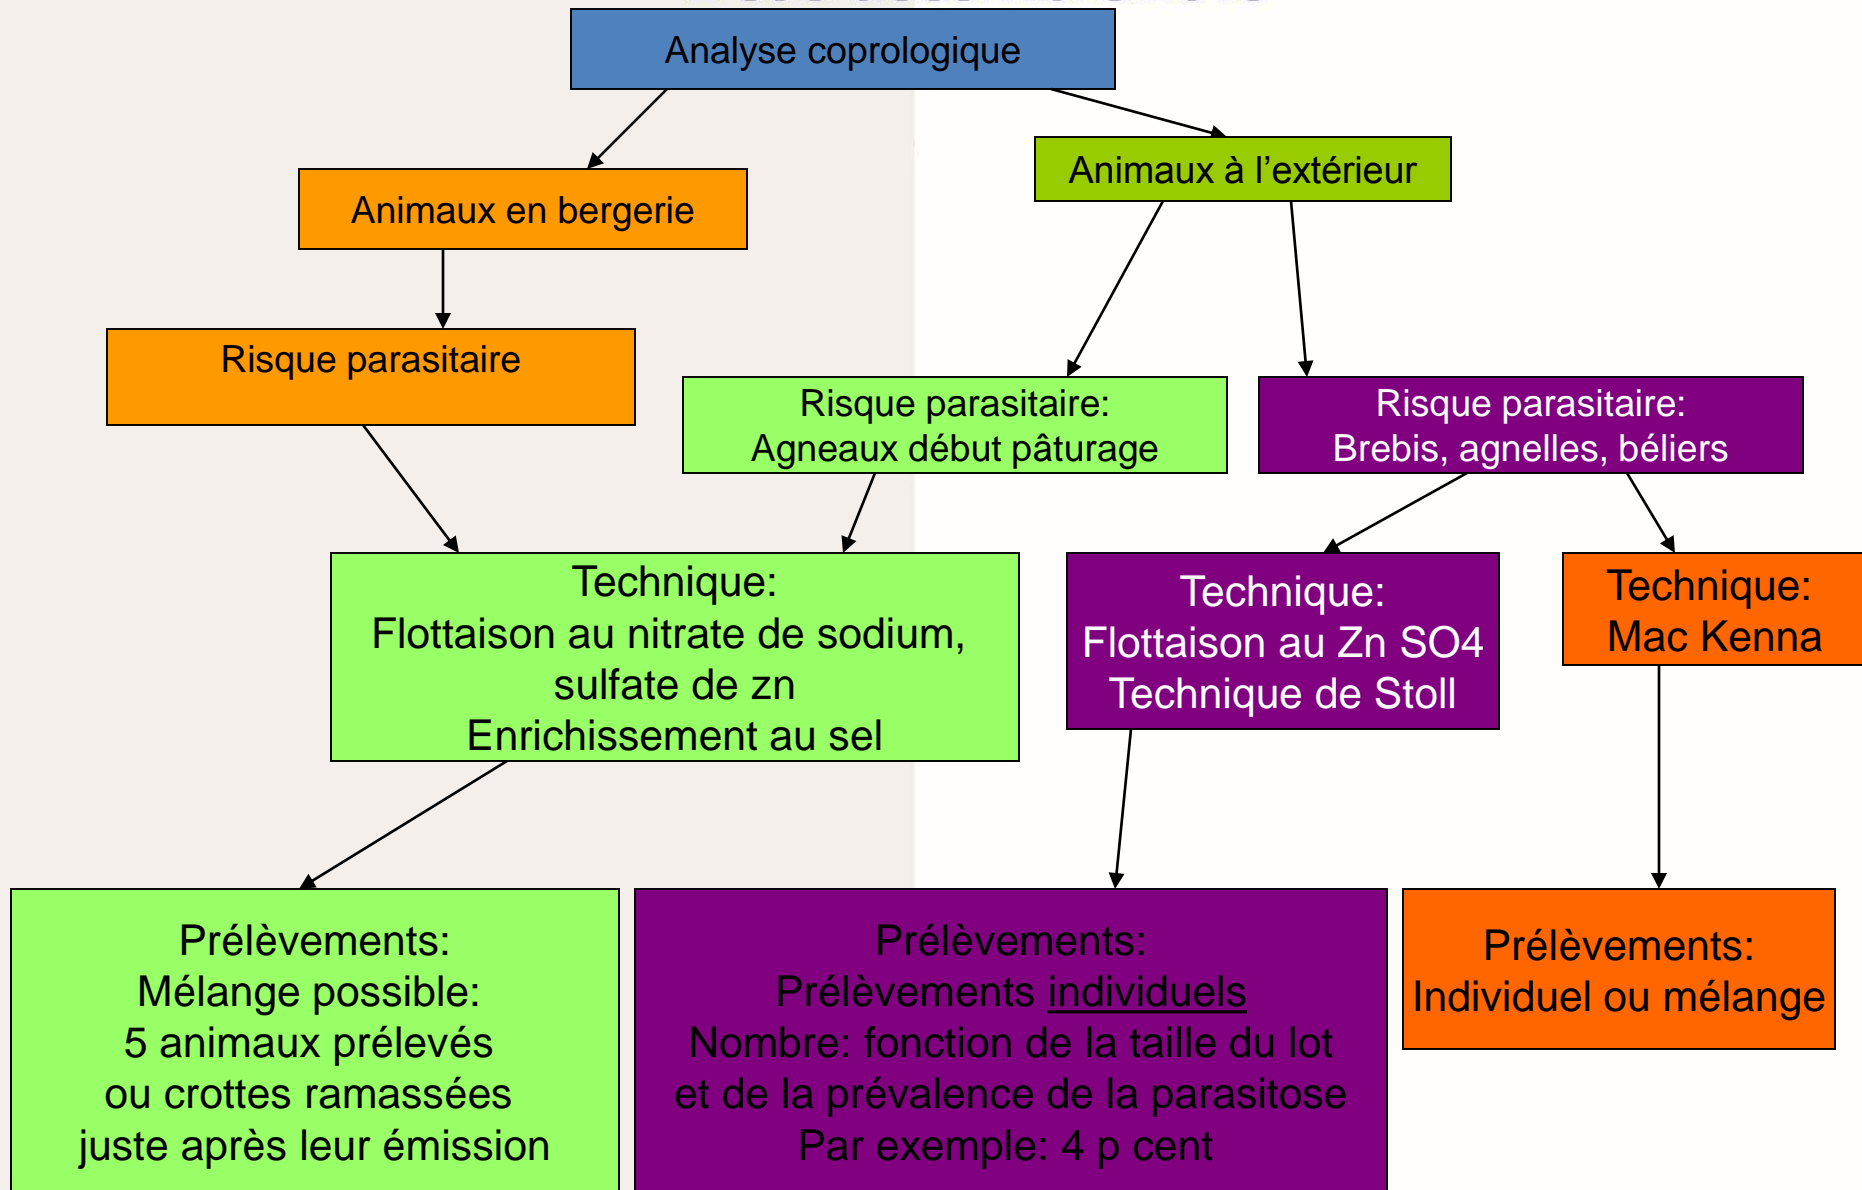 Analyse coprologique
Animaux à l’extérieur
Animaux en bergerie
Risque parasitaire
Risque parasitaire:
Agneaux début pâturage
Risque parasitaire:
Brebis, agnelles, béliers
Technique:
Flottaison au nitrate de sodium,
sulfate de zn
Enrichissement au sel
Technique:
Flottaison au Zn SO4
Technique de Stoll
Technique:
Mac Kenna
Prélèvements:
Mélange possible:
5 animaux prélevés
ou crottes ramassées
juste après leur émission
Prélèvements:
Prélèvements individuels
Nombre: fonction de la taille du lot
et de la prévalence de la parasitose
Par exemple: 4 p cent
Prélèvements:
Individuel ou mélange